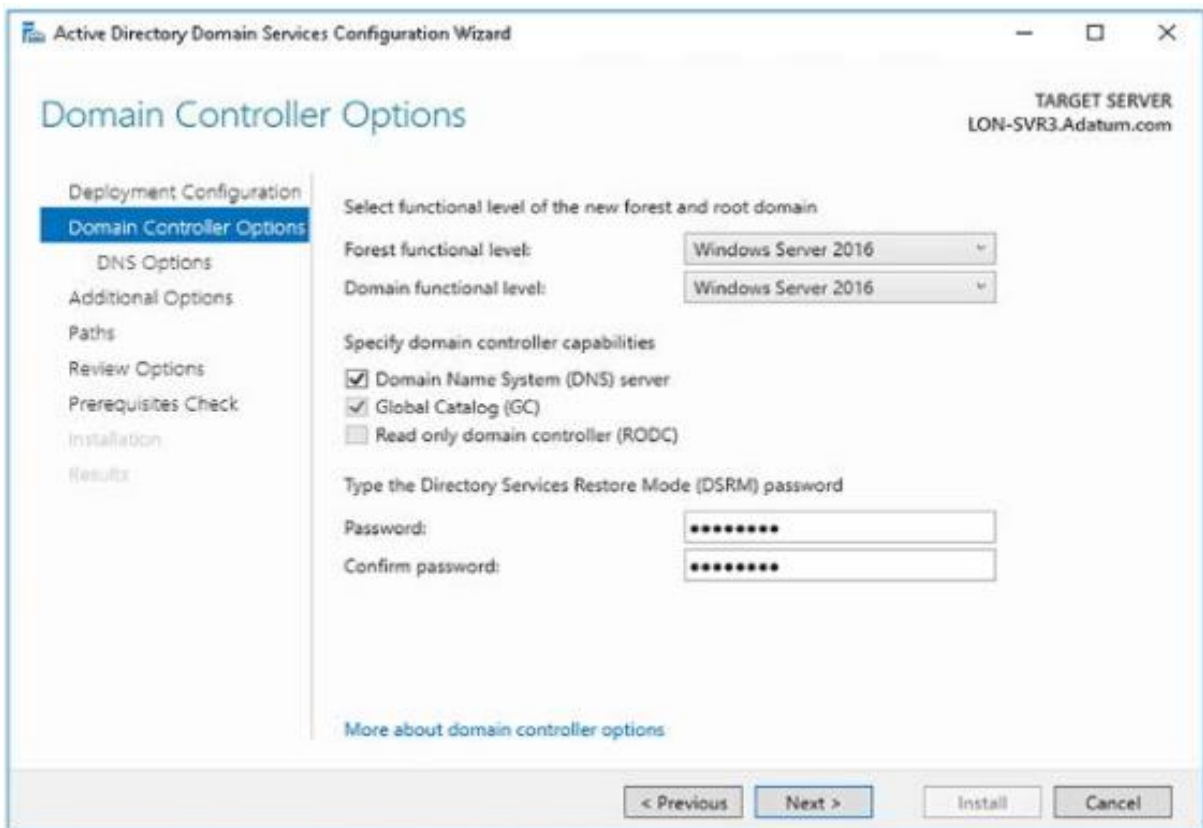 Active Directory Domain Services Configuration Wizard
Domain Controller Options
TARGET SERVER
LON-SVR3.Adatum.com
Deployment Configuration
Domain Controller Options
DNS Options
Additional Options
Paths
Review Options
Prerequisites Check
Installation
Results
Select functional level of the new forest and root domain
Forest functional level: Windows Server 2016
Domain functional level: Windows Server 2016
Specify domain controller capabilities
Domain Name System (DNS) server
Global Catalog (GC)
Read only domain controller (RODC)
Type the Directory Services Restore Mode (DSRM) password
Password: ●●●●●●●●
Confirm password: ●●●●●●●●
More about domain controller options
< Previous Next > Install Cancel